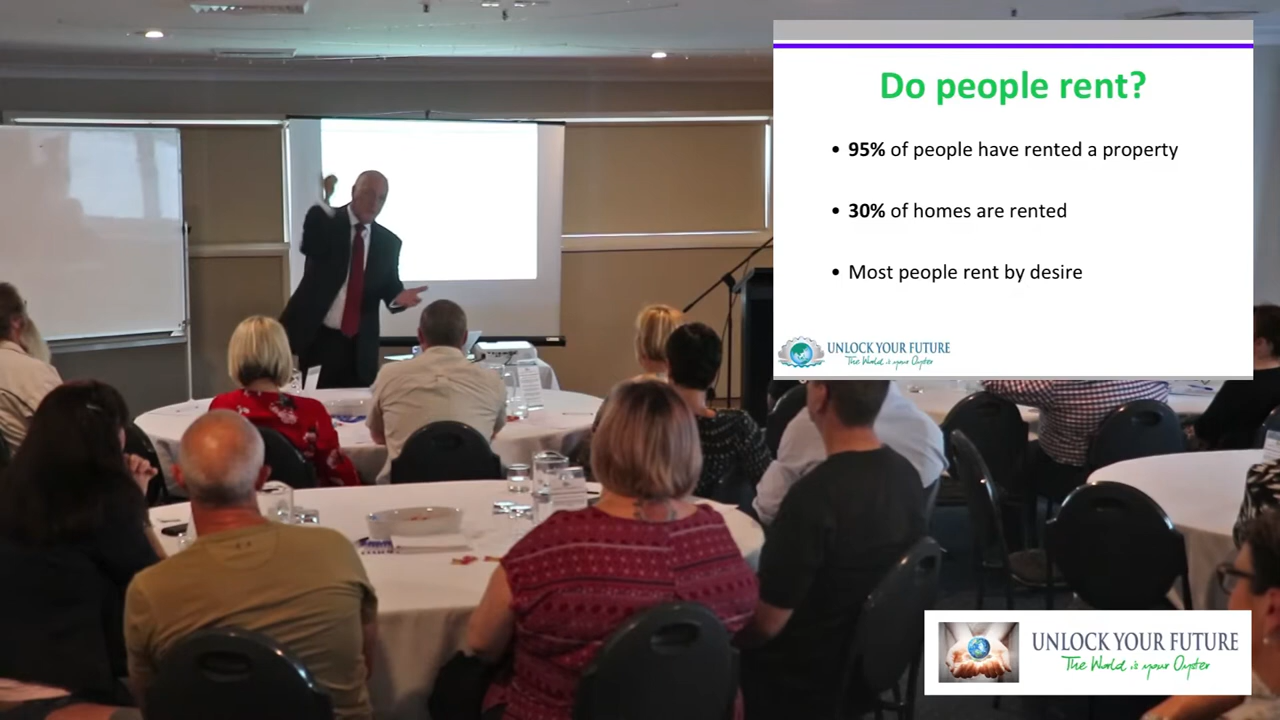 Do people rent?
• 95% of people have rented a property
• 30% of homes are rented
• Most people rent by desire
UNLOCK YOUR FUTURE
The World is your Oyster
UNLOCK YOUR FUTURE
The World is your Oyster